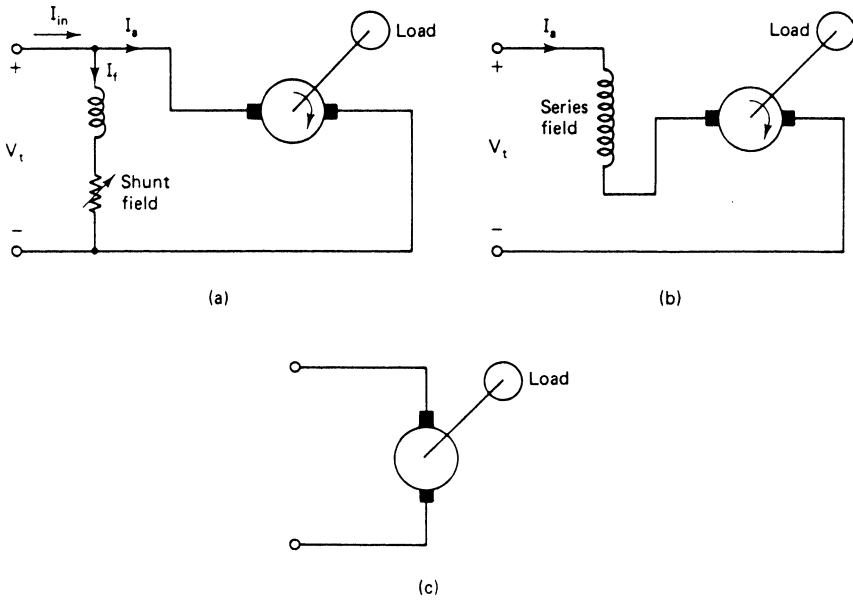 I_in
I_a
Load
+
I_f
V_t
Shunt
field
−
(a)
I_a
Load
+
Series
field
V_t
−
(b)
Load
(c)